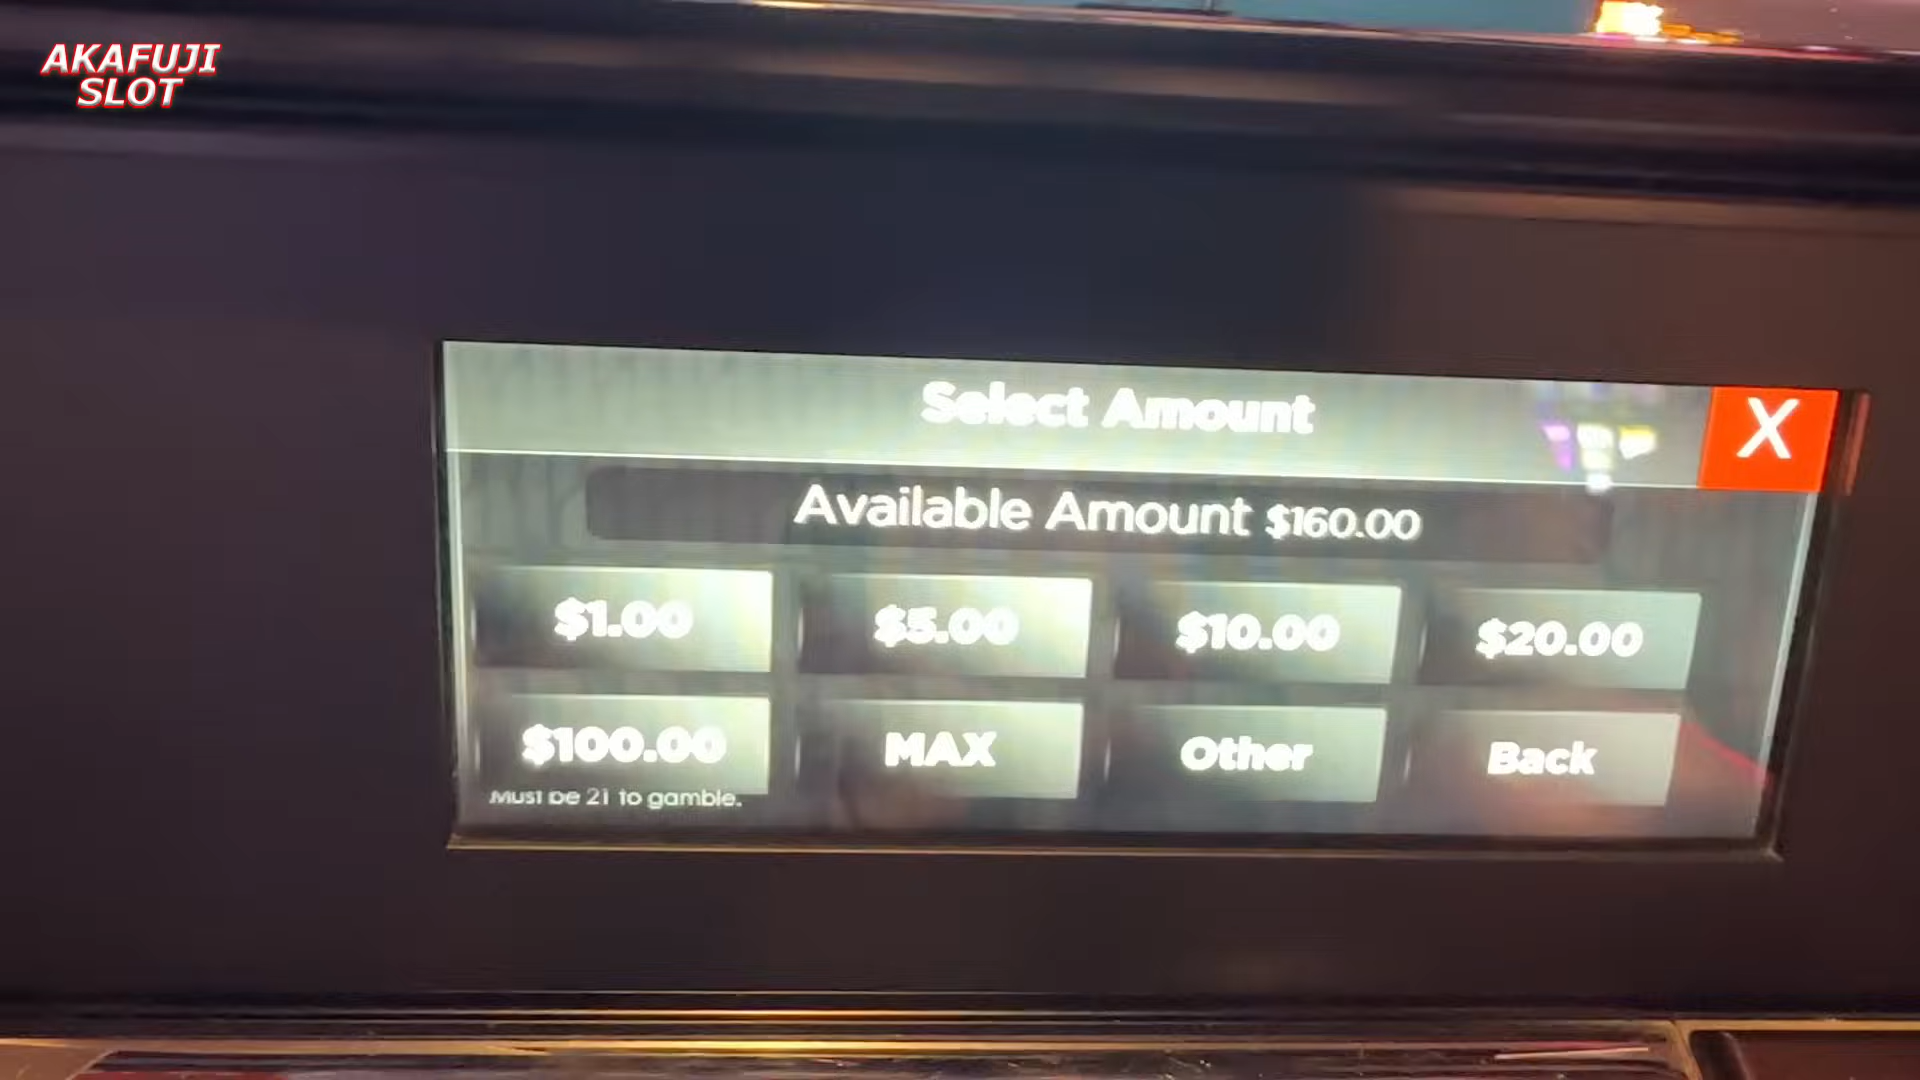 AKAFUJI
SLOT
Select Amount
X
Available Amount $160.00
$1.00
$5.00
$10.00
$20.00
$100.00
MAX
Other
Back
Must be 21 to gamble.